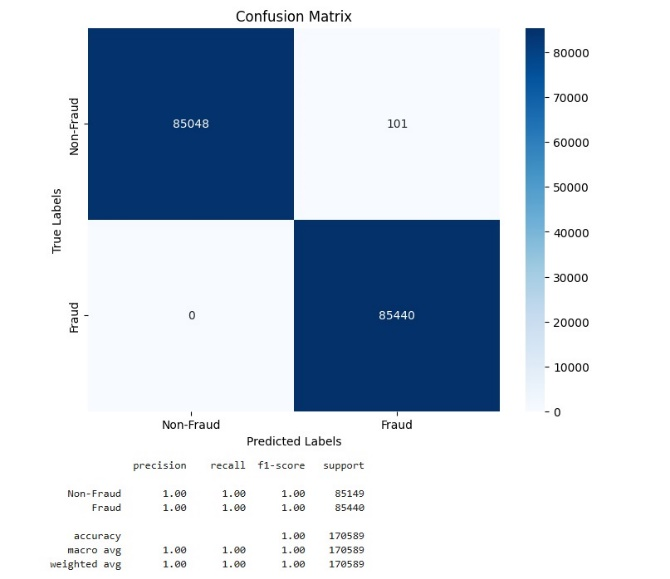 Confusion Matrix
Non-Fraud
85048
101
80000
70000
60000
50000
40000
30000
20000
10000
0
True Labels
Fraud
0
85440
Non-Fraud
Fraud
Predicted Labels
precision recall f1-score support
Non-Fraud 1.00 1.00 1.00 85149
Fraud 1.00 1.00 1.00 85440
accuracy 1.00 170589
macro avg 1.00 1.00 1.00 170589
weighted avg 1.00 1.00 1.00 170589